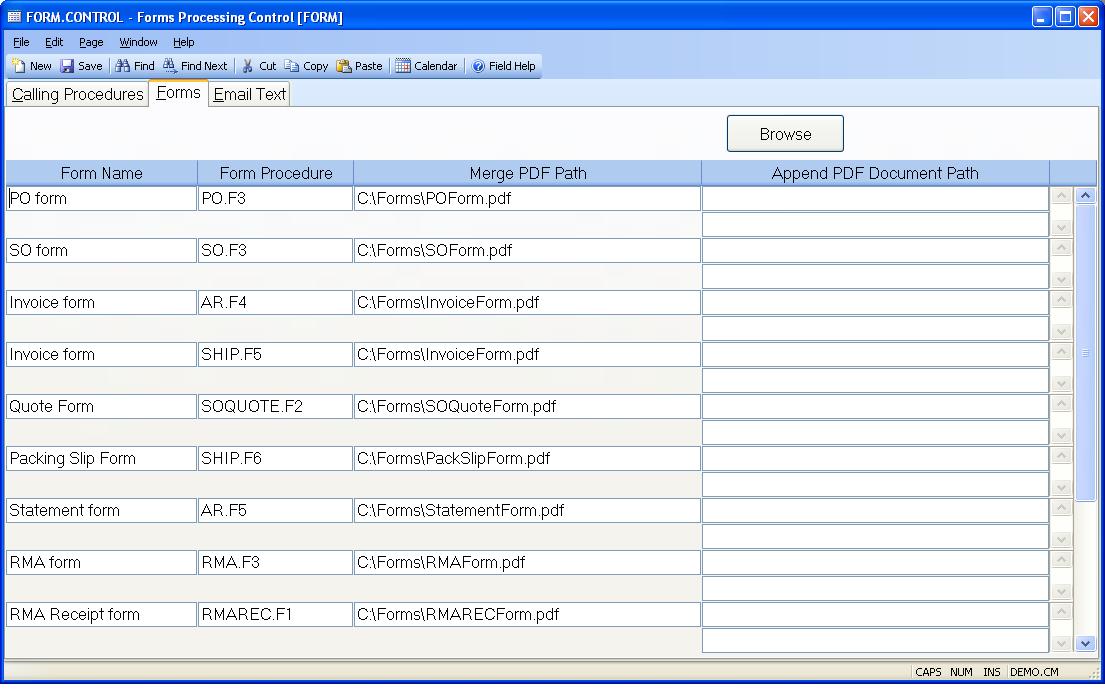 FORM.CONTROL - Forms Processing Control [FORM]
File Edit Page Window Help
New Save Find Find Next Cut Copy Paste Calendar Field Help
Calling Procedures Forms Email Text
Browse
Form Name Form Procedure Merge PDF Path Append PDF Document Path
PO form PO.F3 C:\Forms\POForm.pdf
SO form SO.F3 C:\Forms\SOForm.pdf
Invoice form AR.F4 C:\Forms\InvoiceForm.pdf
Invoice form SHIP.F5 C:\Forms\InvoiceForm.pdf
Quote Form SOQUOTE.F2 C:\Forms\SOQuoteForm.pdf
Packing Slip Form SHIP.F6 C:\Forms\PackSlipForm.pdf
Statement form AR.F5 C:\Forms\StatementForm.pdf
RMA form RMA.F3 C:\Forms\RMAForm.pdf
RMA Receipt form RMAREC.F1 C:\Forms\RMARECForm.pdf
CAPS NUM INS DEMO.CM